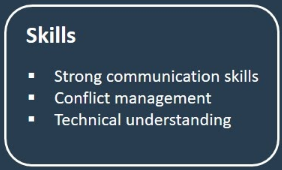 Skills
▪ Strong communication skills
▪ Conflict management
▪ Technical understanding